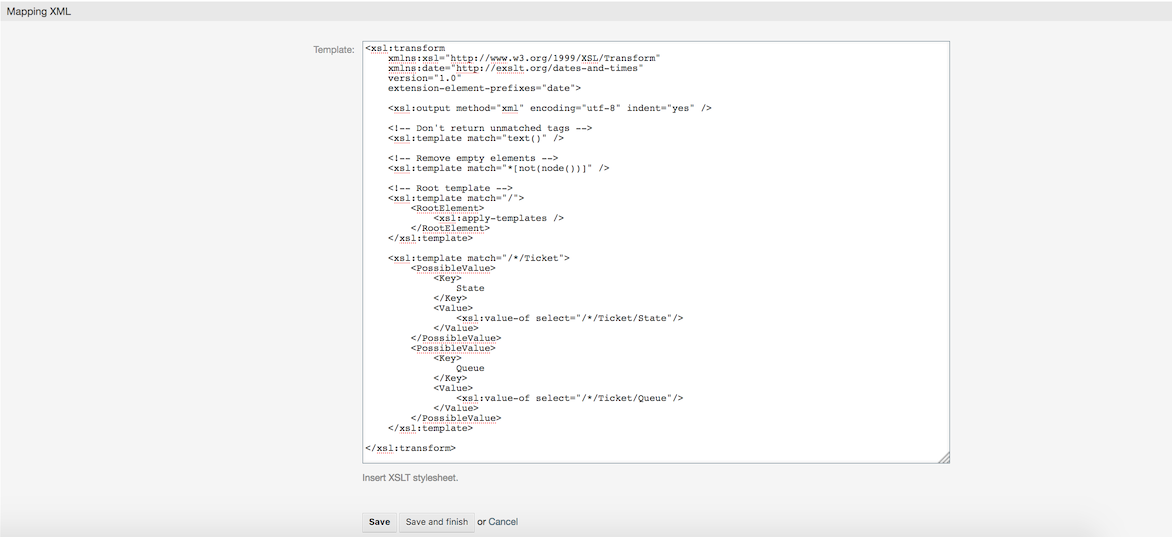 Mapping XML
Template:
<xsl:transform
    xmlns:xsl="http://www.w3.org/1999/XSL/Transform"
    xmlns:date="http://exslt.org/dates-and-times"
    version="1.0"
    extension-element-prefixes="date">

    <xsl:output method="xml" encoding="utf-8" indent="yes" />

    <!-- Don't return unmatched tags -->
    <xsl:template match="text()" />

    <!-- Remove empty elements -->
    <xsl:template match="*[not(node())]" />

    <!-- Root template -->
    <xsl:template match="/">
        <RootElement>
            <xsl:apply-templates />
        </RootElement>
    </xsl:template>

    <xsl:template match="/*/Ticket">
        <PossibleValue>
            <Key>
                State
            </Key>
            <Value>
                <xsl:value-of select="/*/Ticket/State"/>
            </Value>
        </PossibleValue>
        <PossibleValue>
            <Key>
                Queue
            </Key>
            <Value>
                <xsl:value-of select="/*/Ticket/Queue"/>
            </Value>
        </PossibleValue>
    </xsl:template>

</xsl:transform>
Insert XSLT stylesheet.
Save Save and finish or Cancel